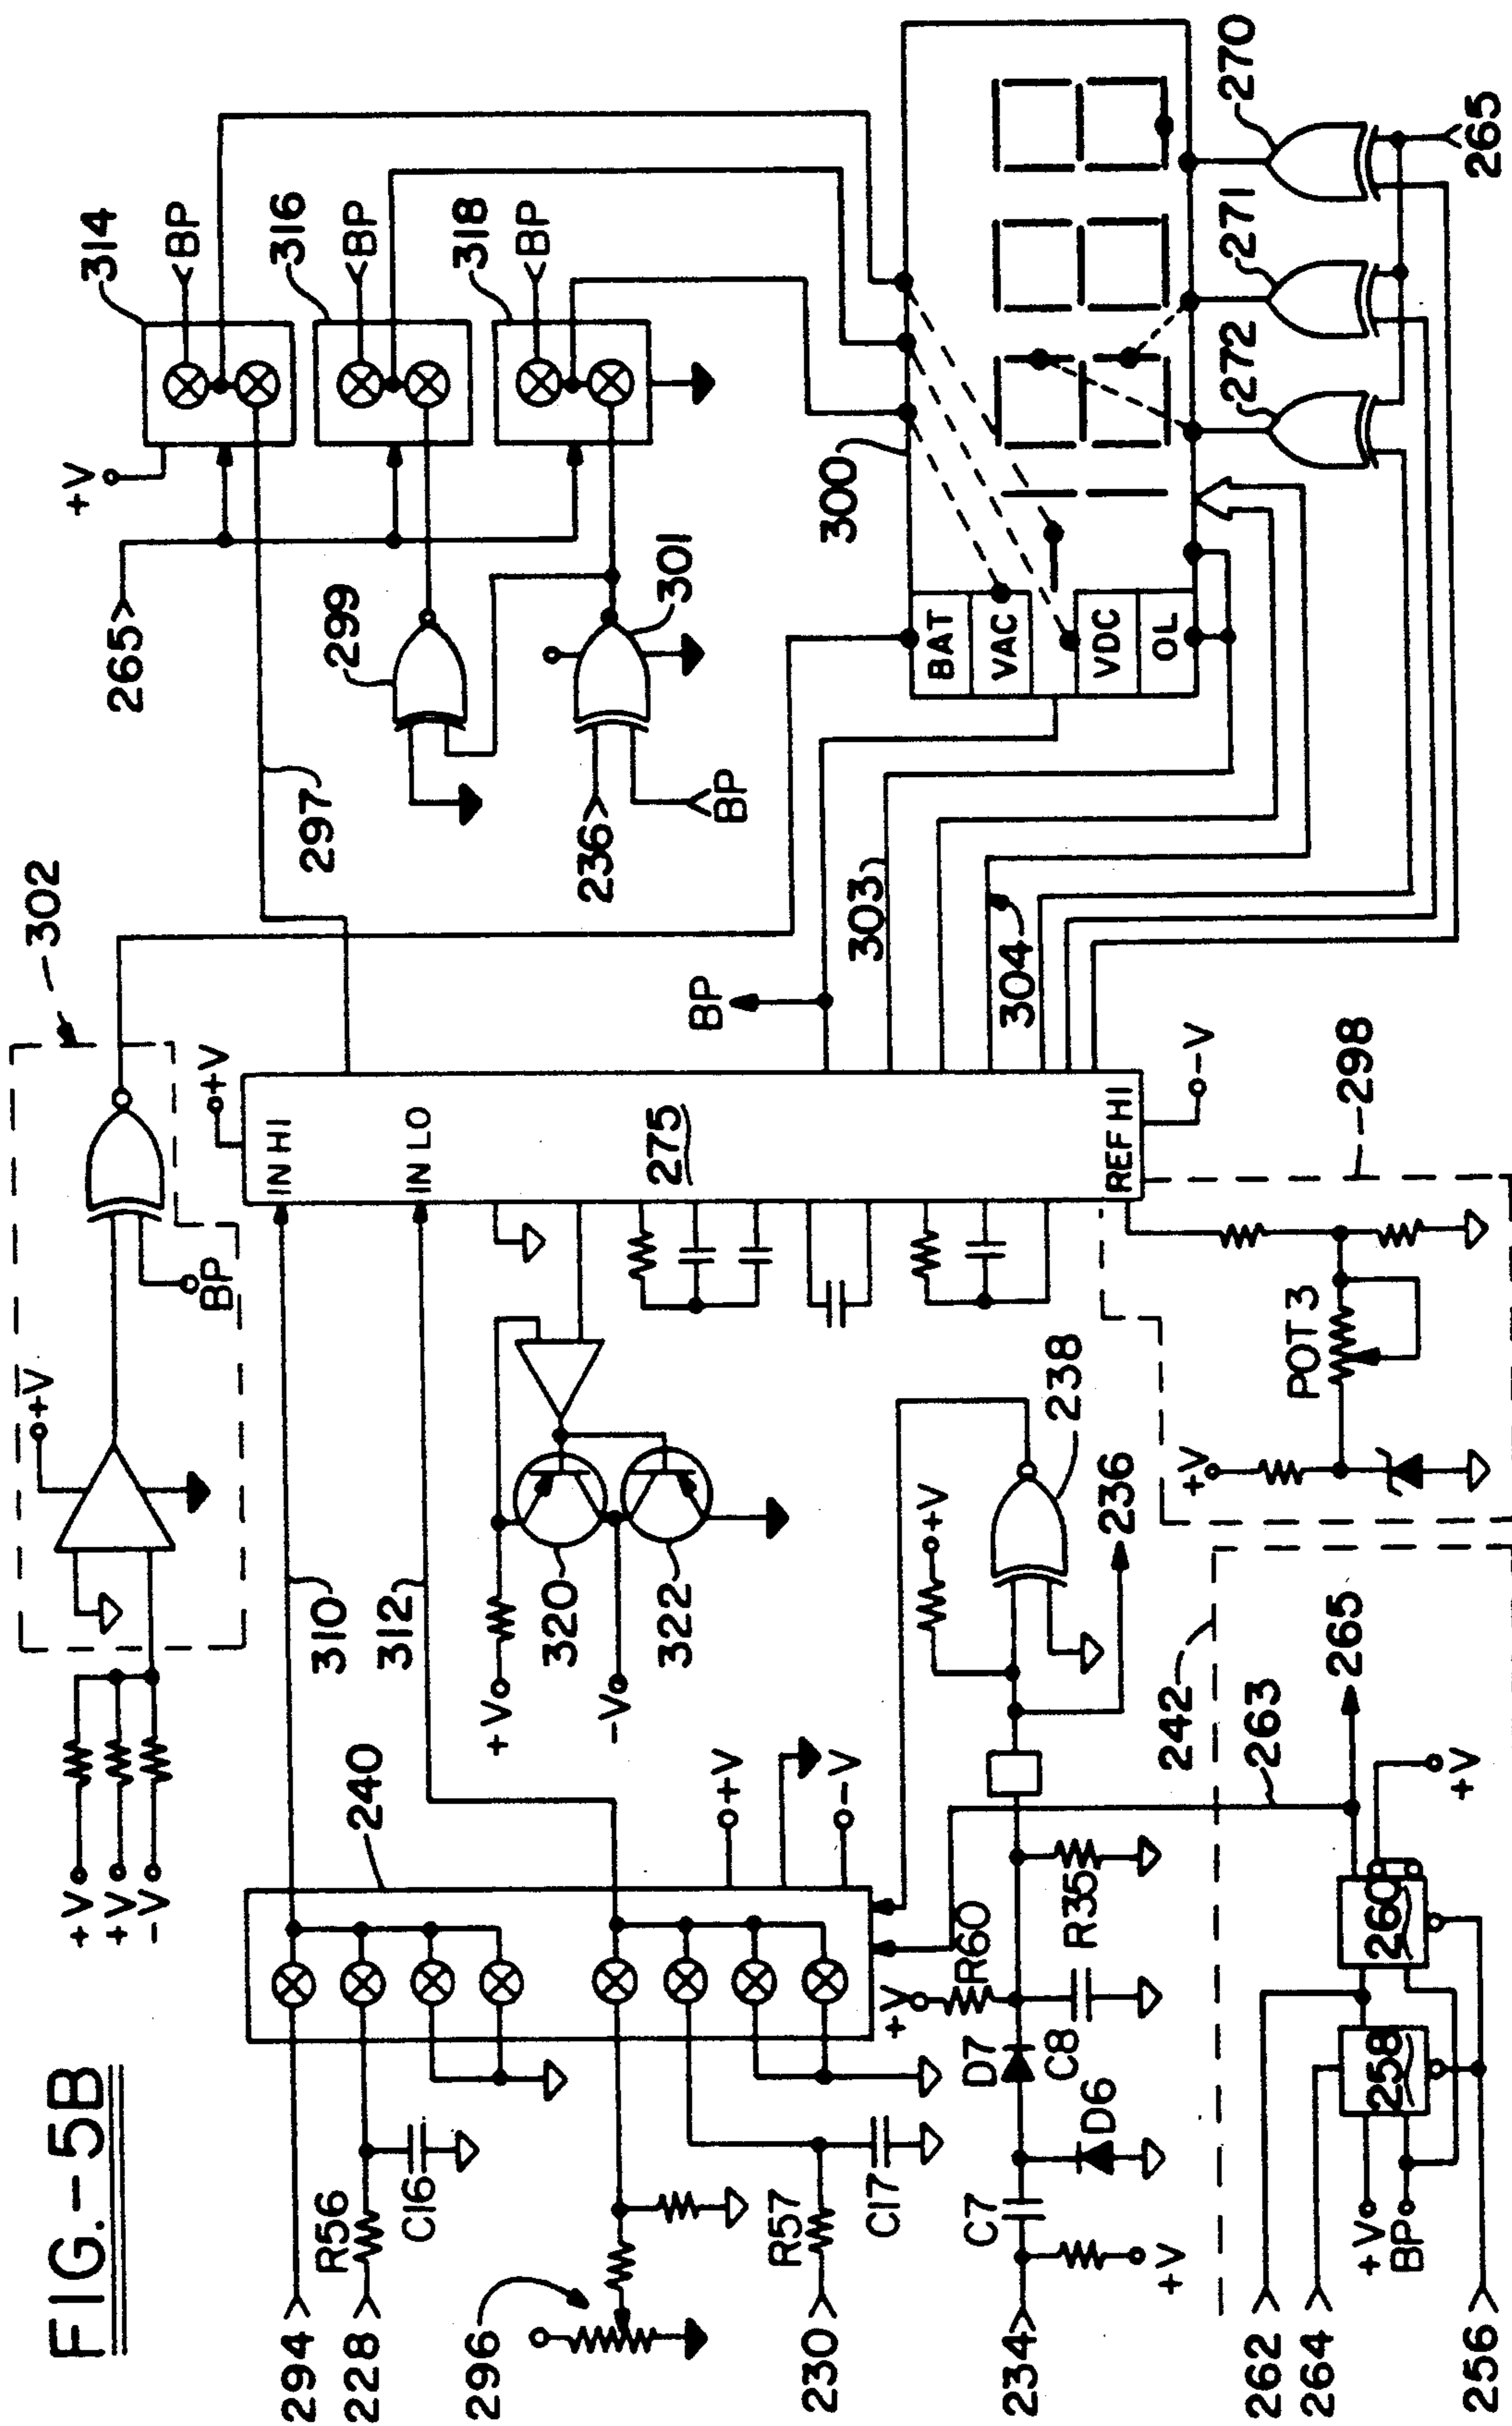 FIG.-5B
294
228
R56
C16
296
230
R57
C17
234
C7
+V
D6
D7
C8
+V
R60
R35
240
+V
-V
+V
+V
-V
310
312
+V
-V
320
322
+V
238
236
302
+V
BP
+V
IN HI
IN LO
275
REF HI
-V
298
POT 3
+V
242
263
265
262
264
256
+V
BP
258
260
+V
297
BP
303
304
265
299
236
BP
301
+V
314
BP
316
BP
318
BP
300
BAT
VAC
VDC
OL
272
271
270
265